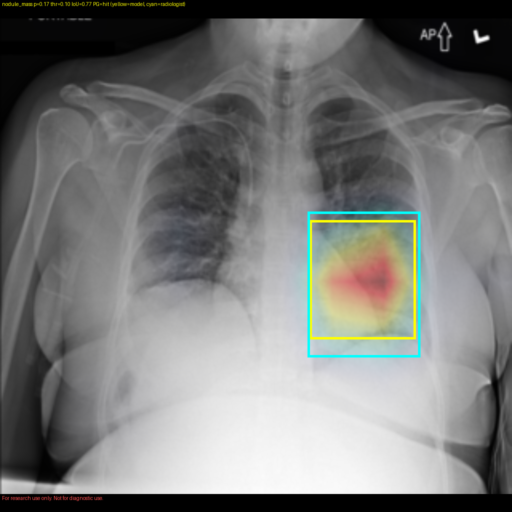 nodule_mass p=0.17 thr=0.10 IoU=0.77 PG=hit (yellow=model, cyan=radiologist)
AP
L
For research use only. Not for diagnostic use.